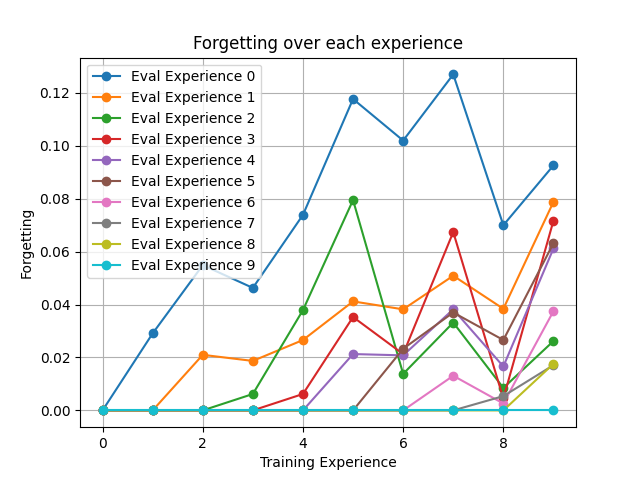 Forgetting over each experience
Eval Experience 0
Eval Experience 1
Eval Experience 2
Eval Experience 3
Eval Experience 4
Eval Experience 5
Eval Experience 6
Eval Experience 7
Eval Experience 8
Eval Experience 9
Forgetting
0.12
0.10
0.08
0.06
0.04
0.02
0.00
0 2 4 6 8
Training Experience